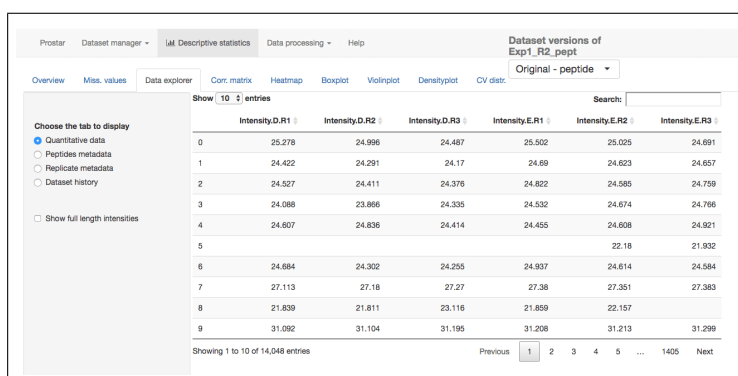 Prostar Dataset manager Descriptive statistics Data processing Help
Dataset versions of
Exp1_R2_pept
Original - peptide
Overview Miss. values Data explorer Corr. matrix Heatmap Boxplot Violinplot Densityplot CV distr.
Choose the tab to display
Quantitative data
Peptides metadata
Replicate metadata
Dataset history
Show full length intensities
Show 10 entries
Search:
Intensity.D.R1 Intensity.D.R2 Intensity.D.R3 Intensity.E.R1 Intensity.E.R2 Intensity.E.R3
0 25.278 24.996 24.487 25.502 25.025 24.691
1 24.422 24.291 24.17 24.69 24.623 24.657
2 24.527 24.411 24.376 24.822 24.585 24.759
3 24.088 23.866 24.335 24.532 24.674 24.766
4 24.607 24.836 24.414 24.455 24.608 24.921
5 22.18 21.932
6 24.684 24.302 24.255 24.937 24.614 24.584
7 27.113 27.18 27.27 27.38 27.351 27.383
8 21.839 21.811 23.116 21.859 22.157
9 31.092 31.104 31.195 31.208 31.213 31.299
Showing 1 to 10 of 14,048 entries
Previous 1 2 3 4 5 ... 1405 Next